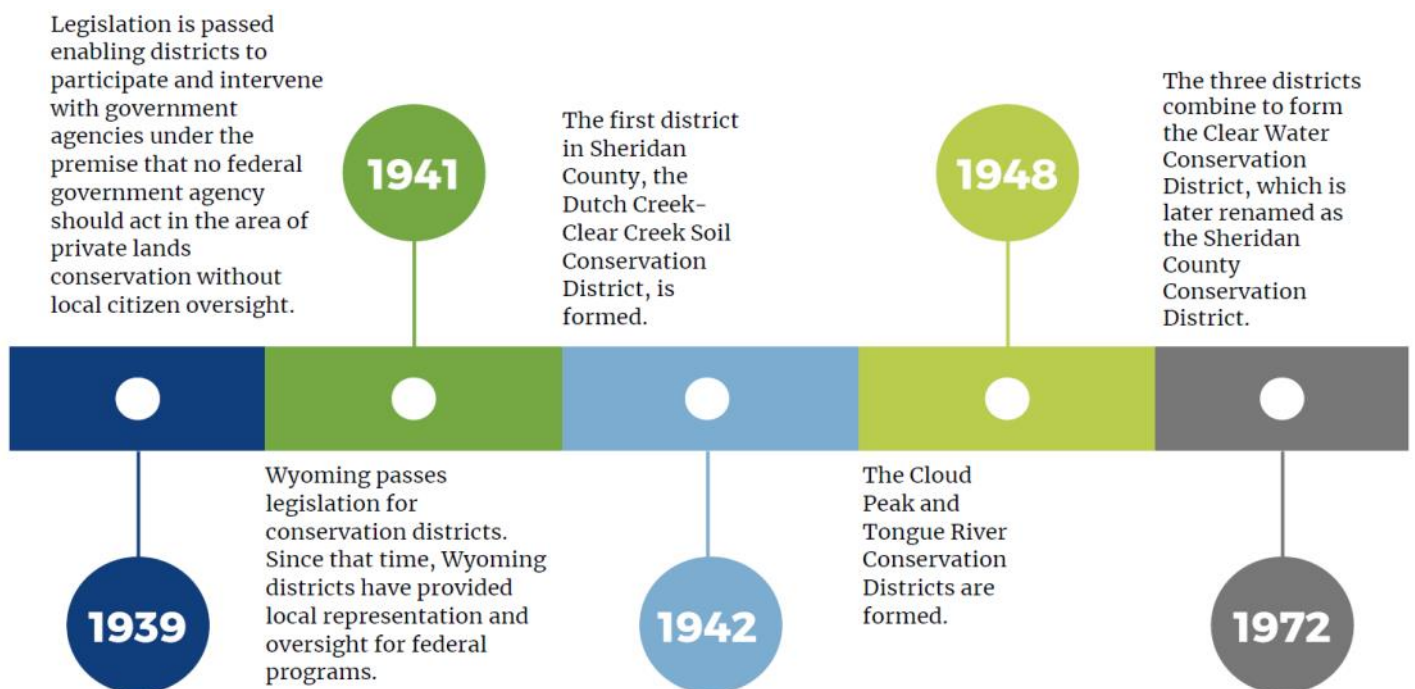 Legislation is passed
enabling districts to
participate and intervene
with government
agencies under the
premise that no federal
government agency
should act in the area of
private lands
conservation without
local citizen oversight.
1939
1941
Wyoming passes
legislation for
conservation districts.
Since that time, Wyoming
districts have provided
local representation and
oversight for federal
programs.
The first district
in Sheridan
County, the
Dutch Creek-
Clear Creek Soil
Conservation
District, is
formed.
1942
1948
The Cloud
Peak and
Tongue River
Conservation
Districts are
formed.
The three districts
combine to form
the Clear Water
Conservation
District, which is
later renamed as
the Sheridan
County
Conservation
District.
1972